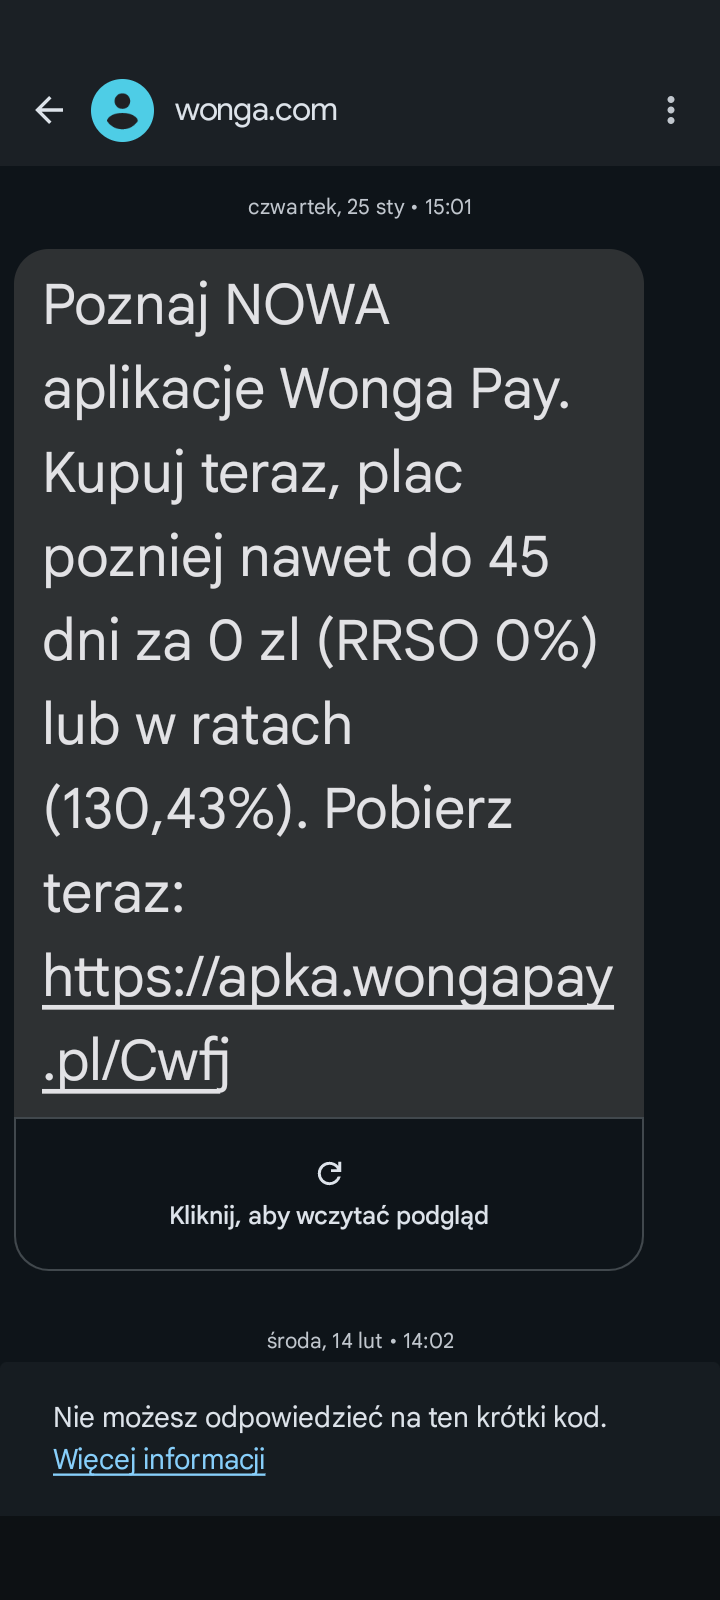 wonga.com
czwartek, 25 sty • 15:01
Poznaj NOWA
aplikacje Wonga Pay.
Kupuj teraz, plac
pozniej nawet do 45
dni za 0 zl (RRSO 0%)
lub w ratach
(130,43%). Pobierz
teraz:
https://apka.wongapay
.pl/Cwfj
Kliknij, aby wczytać podgląd
środa, 14 lut • 14:02
Nie możesz odpowiedzieć na ten krótki kod.
Więcej informacji